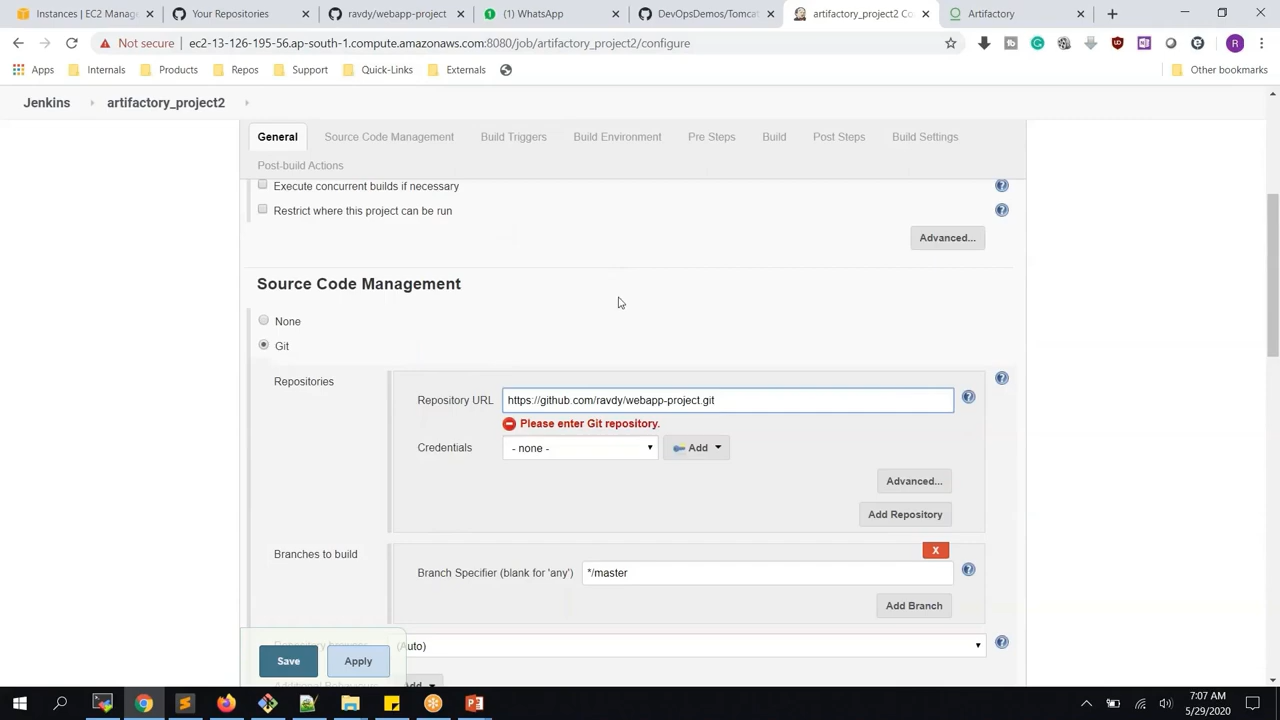 Instances | EC2 Manage
Your Repositories
ravdy/webapp-project
(1) WhatsApp
DevOpsDemos/Tomcat
artifactory_project2 Co
Artifactory
Not secure
ec2-13-126-195-56.ap-south-1.compute.amazonaws.com:8080/job/artifactory_project2/configure
Apps
Internals
Products
Repos
Support
Quick-Links
Externals
Other bookmarks
Jenkins
artifactory_project2
General
Source Code Management
Build Triggers
Build Environment
Pre Steps
Build
Post Steps
Build Settings
Post-build Actions
Execute concurrent builds if necessary
Restrict where this project can be run
Advanced...
Source Code Management
None
Git
Repositories
Repository URL
https://github.com/ravdy/webapp-project.git
Please enter Git repository.
Credentials
- none -
Add
Advanced...
Add Repository
Branches to build
X
Branch Specifier (blank for 'any')
*/master
Add Branch
(Auto)
Save
Apply
7:07 AM
5/29/2020